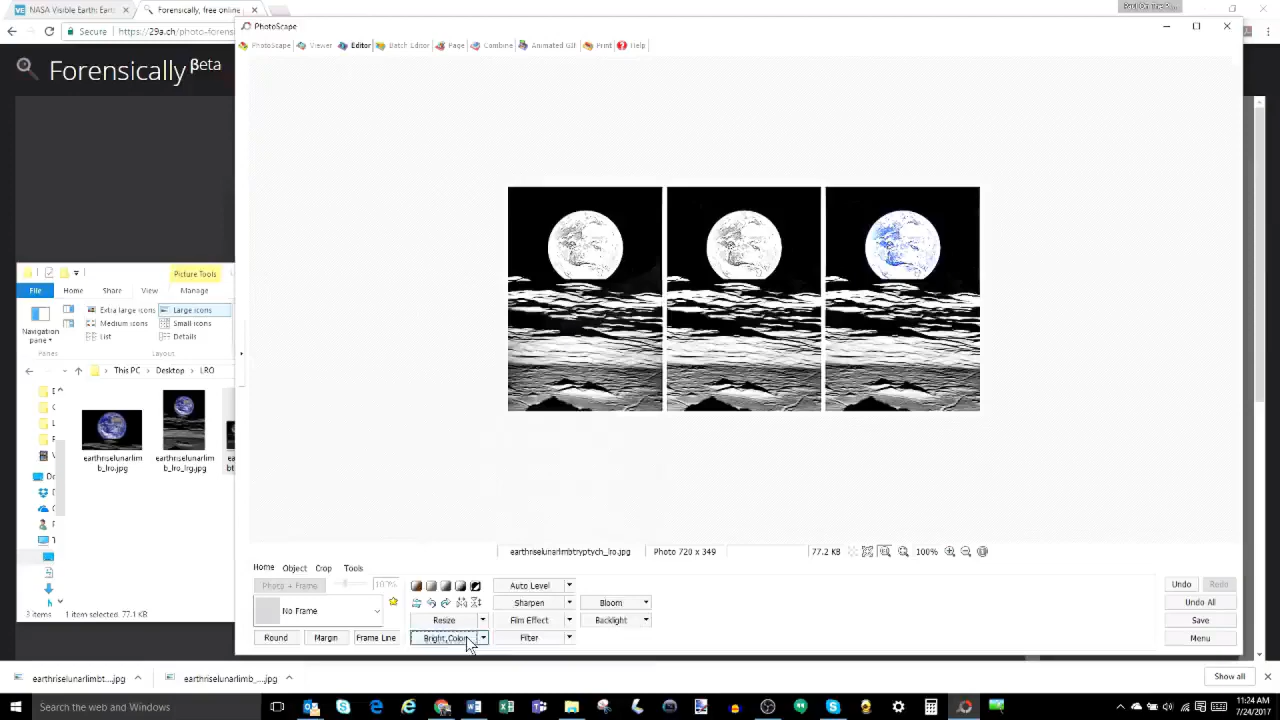 NASA Visible Earth: Eart
Forensically, free online
Secure
https://29a.ch/photo-forens
Forensically Beta
PhotoScape
PhotoScape
Viewer
Editor
Batch Editor
Page
Combine
Animated GIF
Print
Help
Picture Tools
File
Home
Share
View
Manage
Navigation pane
Extra large icons
Large icons
Medium icons
Small icons
List
Details
Panes
Layout
This PC
Desktop
LRO
earthriselunarlim
b_lro.jpg
earthriselunarlim
b_lro_lrg.jpg
3 items
1 item selected 77.1 KB
earthriselunarlimbtryptych_lro.jpg
Photo 720 x 349
77.2 KB
100%
Home
Object
Crop
Tools
Photo + Frame
100%
No Frame
Round
Margin
Frame Line
Resize
Bright, Color
Auto Level
Sharpen
Film Effect
Filter
Bloom
Backlight
Undo
Redo
Undo All
Save
Menu
earthriselunarlimbt....jpg
earthriselunarlimb_....jpg
Show all
Search the web and Windows
11:24 AM
7/24/2017